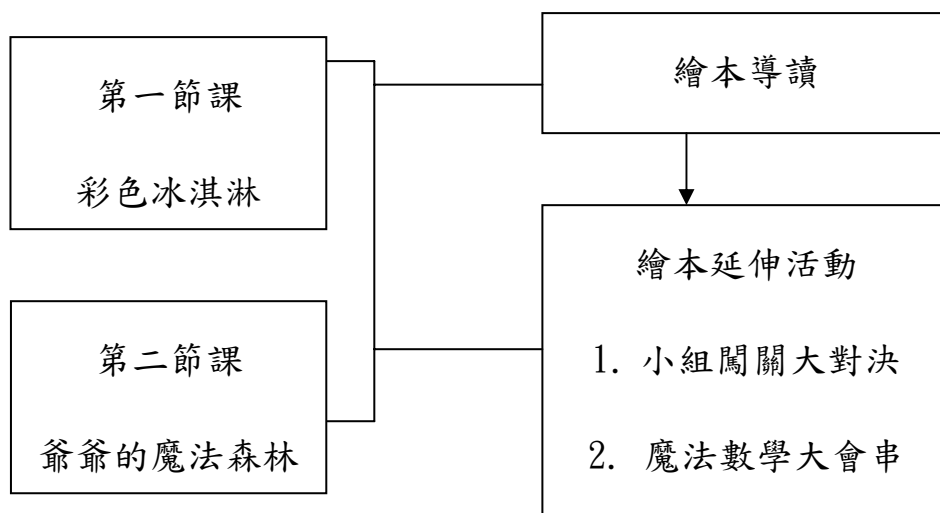 第一節課
彩色冰淇淋
繪本導讀
繪本延伸活動
1. 小組闖關大對決
2. 魔法數學大會串
第二節課
爺爺的魔法森林